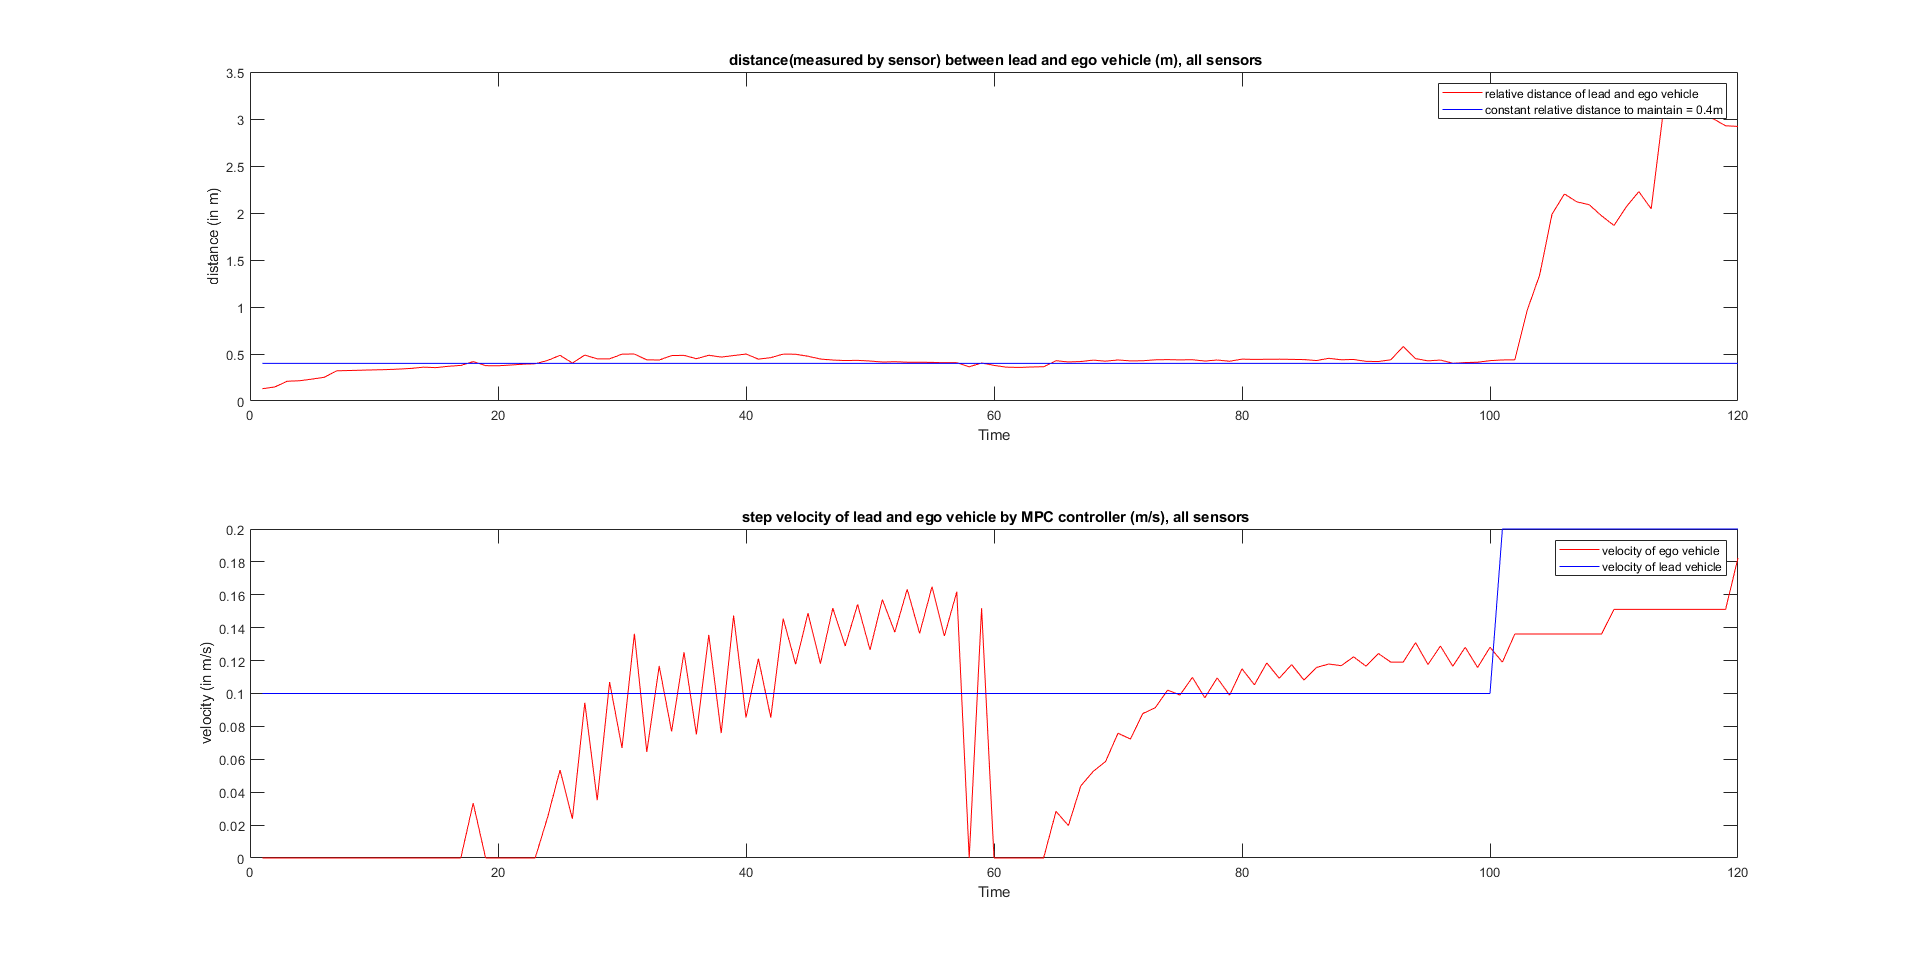 distance(measured by sensor) between lead and ego vehicle (m), all sensors
3.5
3
2.5
2
1.5
1
0.5
0
distance (in m)
relative distance of lead and ego vehicle
constant relative distance to maintain = 0.4m
0 20 40 60 80 100 120
Time
step velocity of lead and ego vehicle by MPC controller (m/s), all sensors
0.2
0.18
0.16
0.14
0.12
0.1
0.08
0.06
0.04
0.02
0
velocity (in m/s)
velocity of ego vehicle
velocity of lead vehicle
0 20 40 60 80 100 120
Time